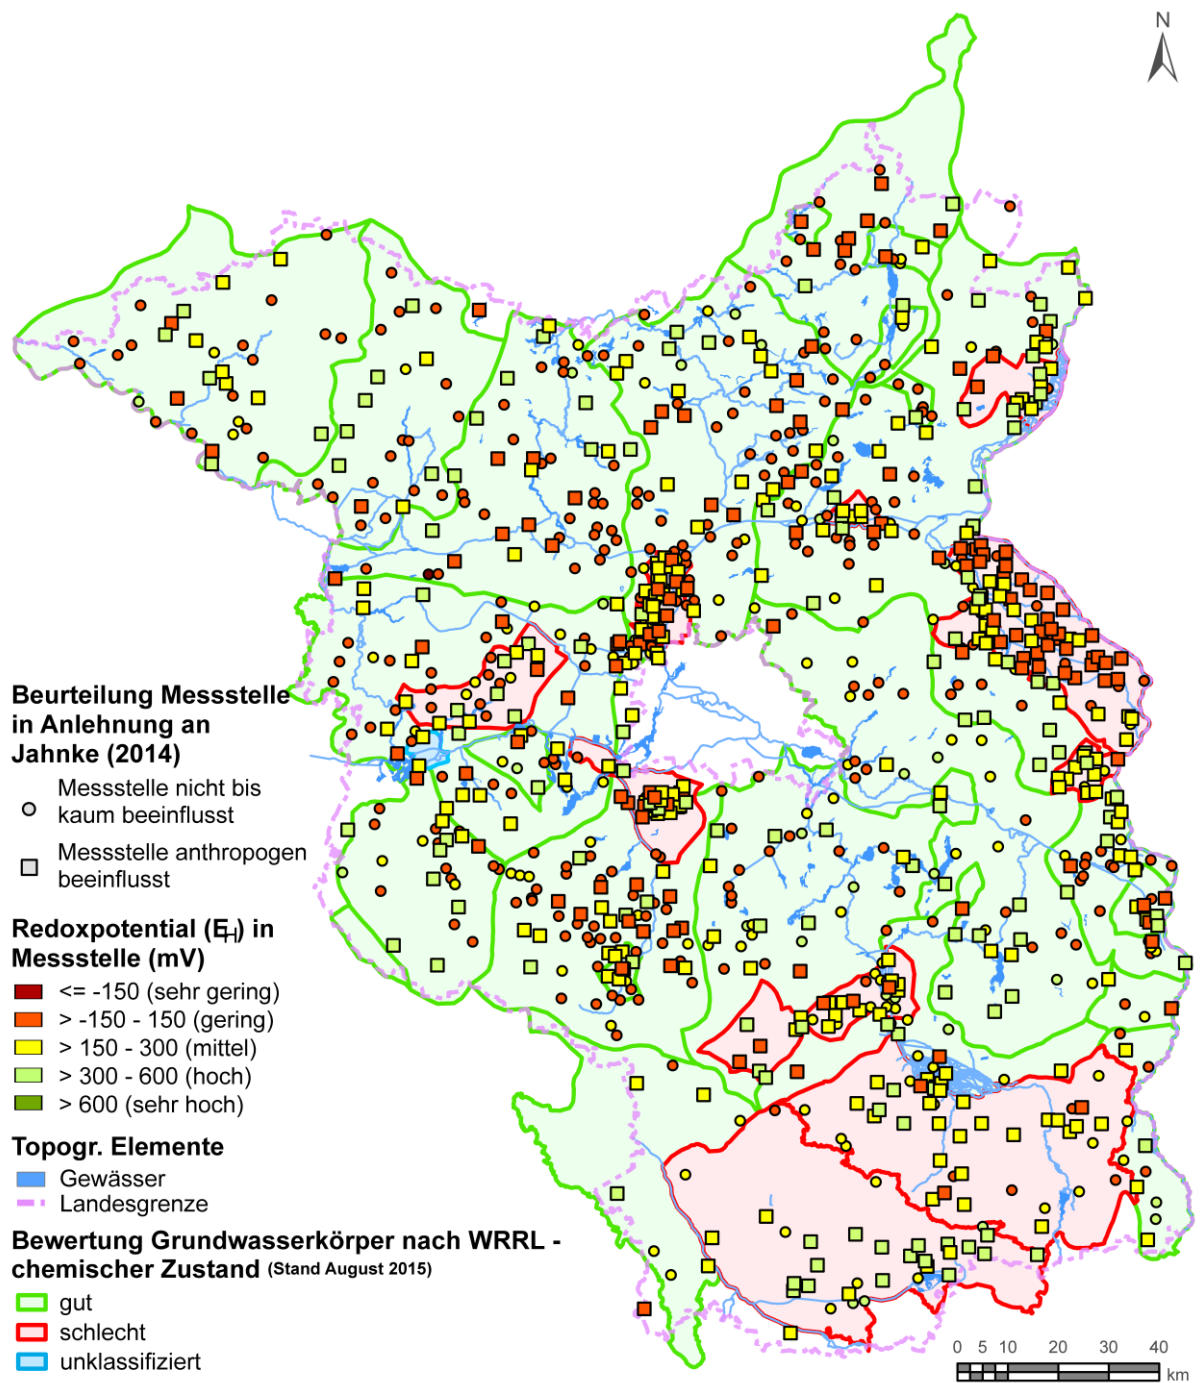 N
Beurteilung Messstelle
in Anlehnung an
Jahnke (2014)
Messstelle nicht bis
kaum beeinflusst
Messstelle anthropogen
beeinflusst
Redoxpotential (EH) in
Messstelle (mV)
<= -150 (sehr gering)
> -150 - 150 (gering)
> 150 - 300 (mittel)
> 300 - 600 (hoch)
> 600 (sehr hoch)
Topogr. Elemente
Gewässer
Landesgrenze
Bewertung Grundwasserkörper nach WRRL -
chemischer Zustand (Stand August 2015)
gut
schlecht
unklassifiziert
0 5 10 20 30 40
km